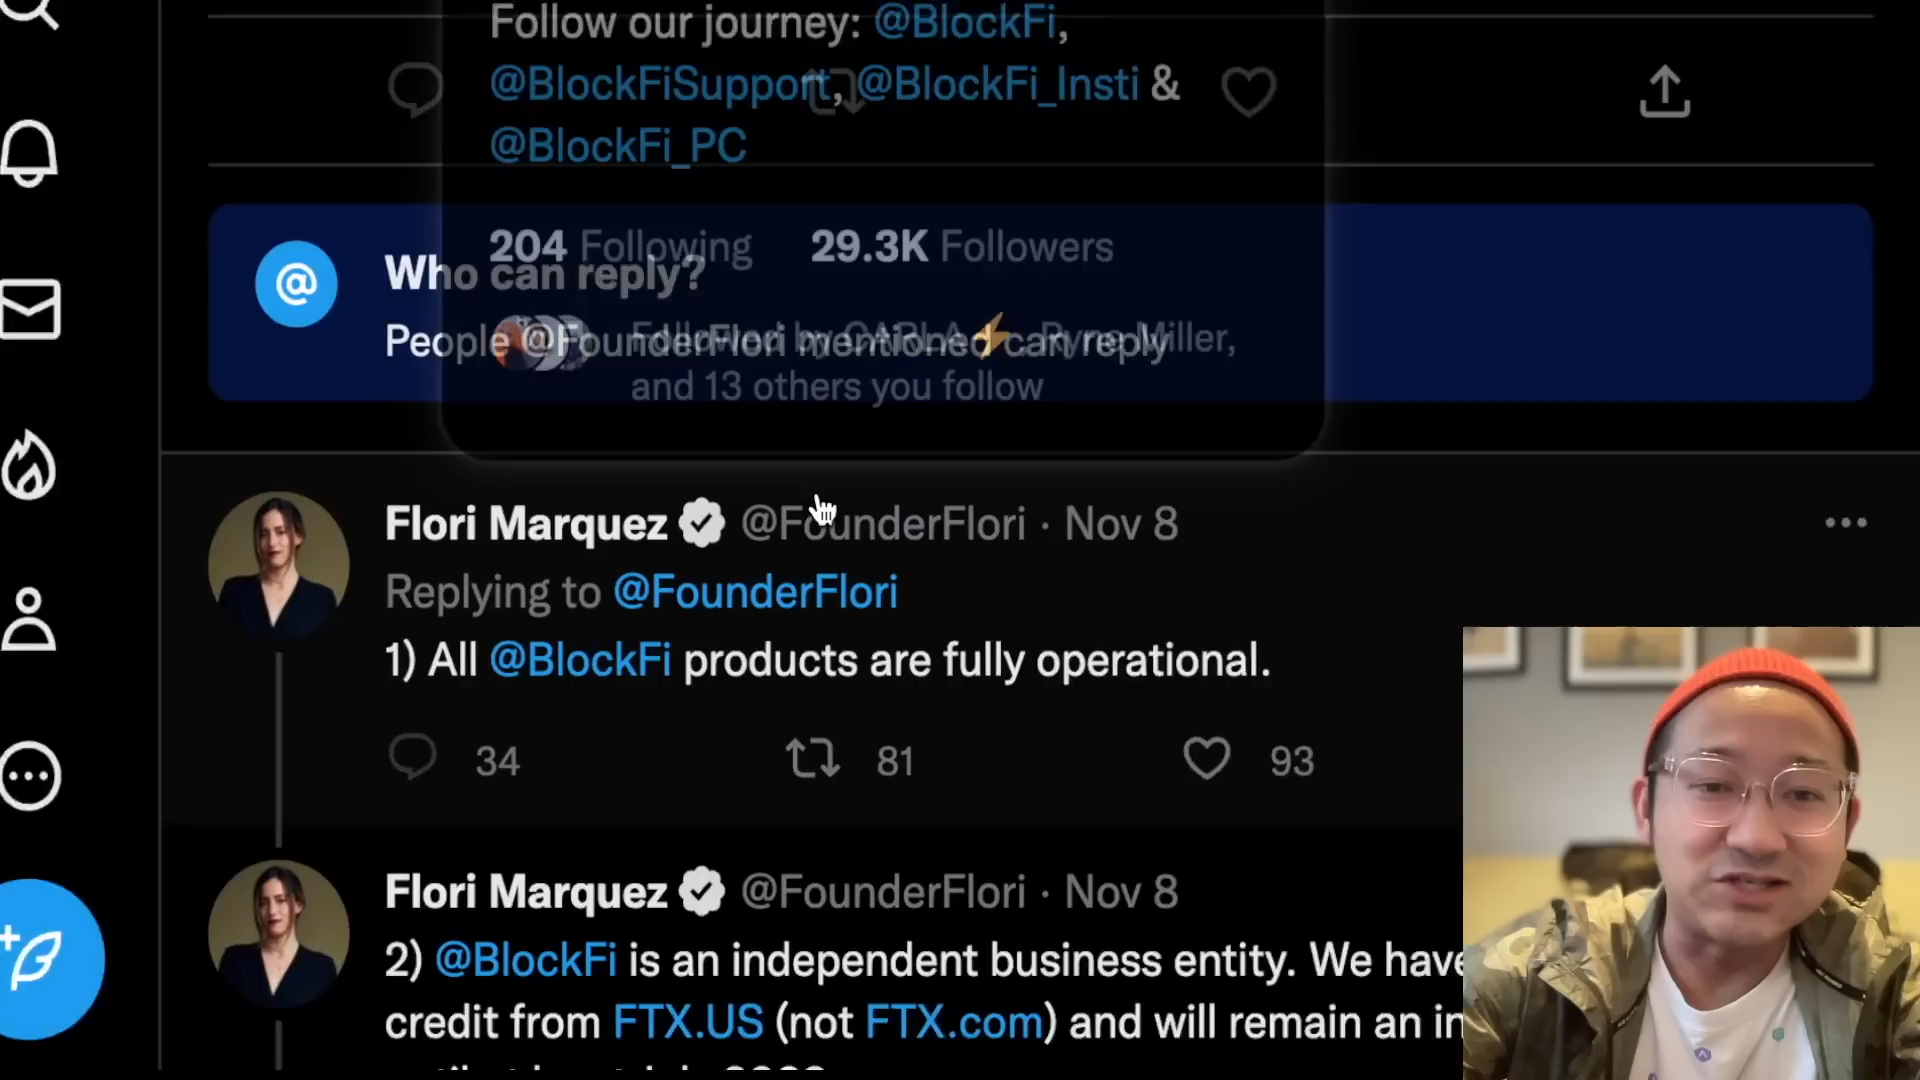 Follow our journey: @BlockFi,
@BlockFiSupport, @BlockFi_Insti &
@BlockFi_PC
204 Following 29.3K Followers
Who can reply?
People @FounderFlori mentioned can reply
Followed by CARLA⚡, Ryne Miller,
and 13 others you follow
Flori Marquez @FounderFlori · Nov 8
Replying to @FounderFlori
1) All @BlockFi products are fully operational.
34 81 93
Flori Marquez @FounderFlori · Nov 8
2) @BlockFi is an independent business entity. We have
credit from FTX.US (not FTX.com) and will remain an in